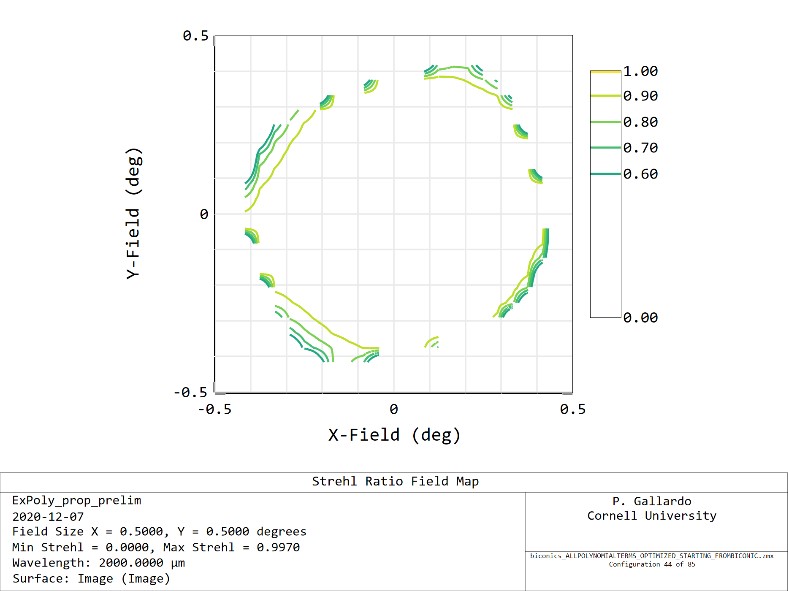 0.5
0
-0.5
Y-Field (deg)
-0.5
0
0.5
X-Field (deg)
1.00
0.90
0.80
0.70
0.60
0.00
Strehl Ratio Field Map
ExPoly_prop_prelim
2020-12-07
Field Size X = 0.5000, Y = 0.5000 degrees
Min Strehl = 0.0000, Max Strehl = 0.9970
Wavelength: 2000.0000 µm
Surface: Image (Image)
P. Gallardo
Cornell University
biconics_ALLPOLYNOMIALTERMS_OPTIMIZED_STARTING_FROMBICONIC.zmx
Configuration 44 of 85